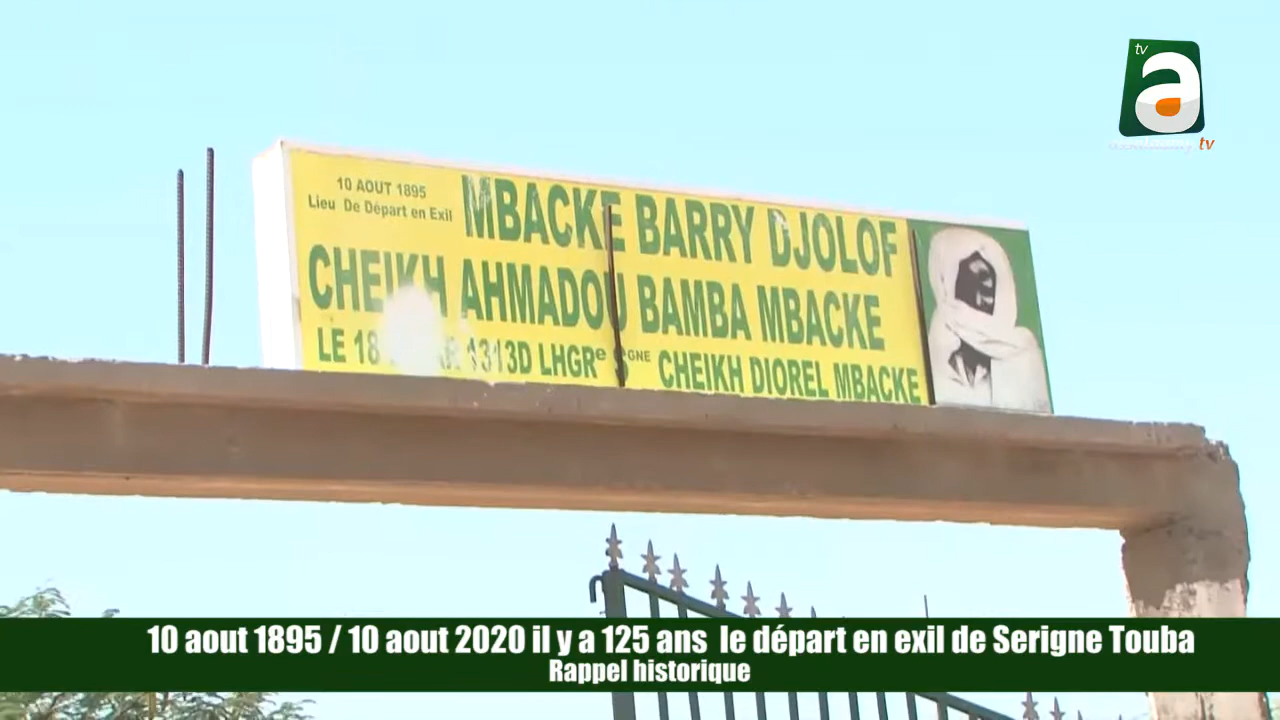 tv
a
tv
10 AOUT 1895
Lieu De Départ en Exil
MBACKE BARRY DJOLOF
CHEIKH AHMADOU BAMBA MBACKE
LE 18 1313D LHGRe GNE CHEIKH DIOREL MBACKE
10 aout 1895 / 10 aout 2020 il y a 125 ans le départ en exil de Serigne Touba
Rappel historique